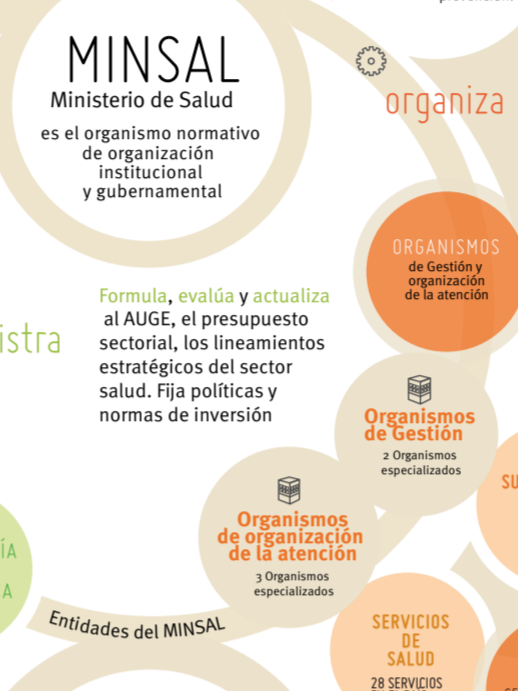 MINSAL
Ministerio de Salud
es el organismo normativo
de organización
institucional
y gubernamental
organiza
ORGANISMOS
de Gestión y
organización
de la atención
Formula, evalúa y actualiza
al AUGE, el presupuesto
sectorial, los lineamientos
estratégicos del sector
salud. Fija políticas y
normas de inversión
istra
Organismos
de Gestión
2 Organismos
especializados
SU
Organismos
de organización
de la atención
3 Organismos
especializados
ÍA
A
Entidades del MINSAL
SERVICIOS
DE
SALUD
28 SERVICIOS